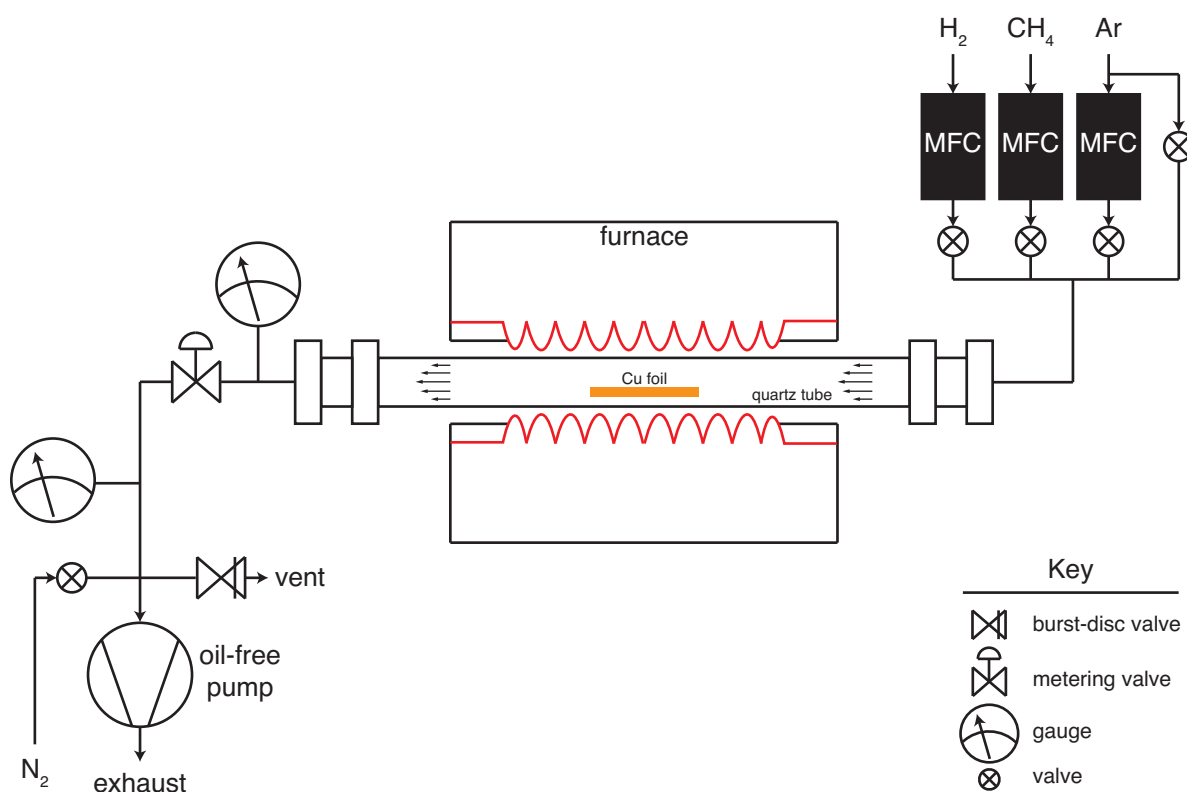 H₂ CH₄ Ar
MFC MFC MFC
furnace
Cu foil
quartz tube
vent
oil-free
pump
N₂
exhaust
Key
burst-disc valve
metering valve
gauge
valve